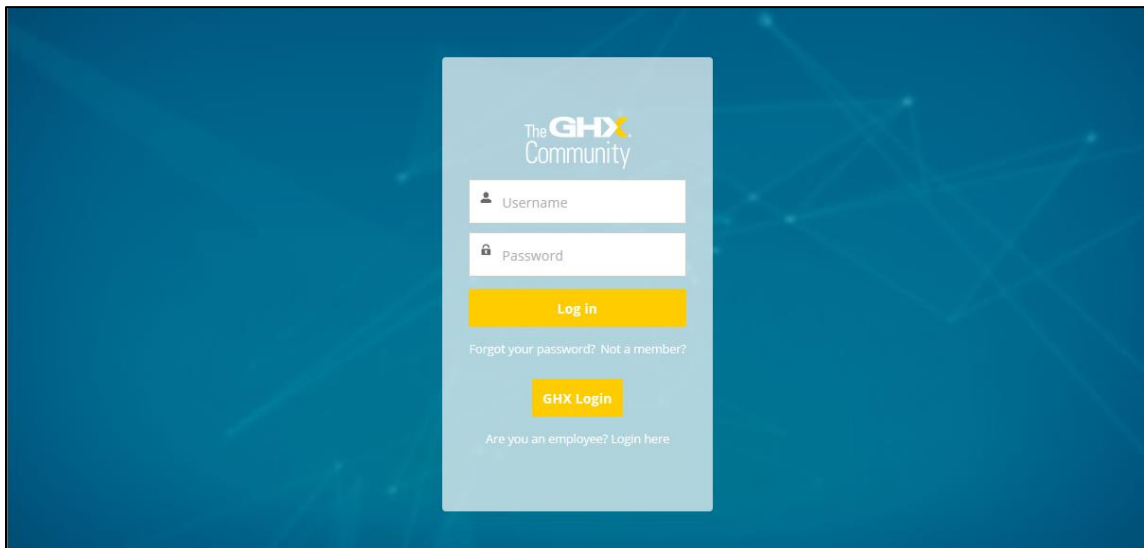 The GHX
Community
Username
Password
Log in
Forgot your password? Not a member?
GHX Login
Are you an employee? Login here